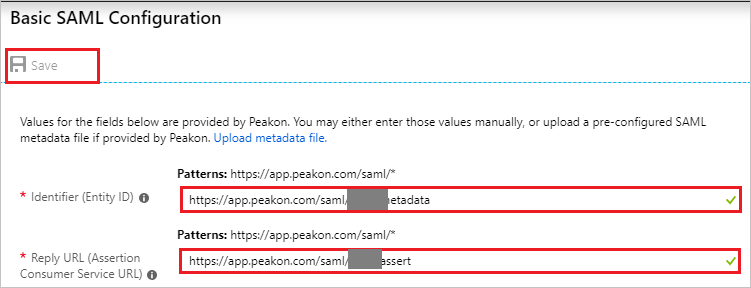 Basic SAML Configuration
Save
Values for the fields below are provided by Peakon. You may either enter those values manually, or upload a pre-configured SAML
metadata file if provided by Peakon. Upload metadata file.
Patterns: https://app.peakon.com/saml/*
* Identifier (Entity ID)
https://app.peakon.com/saml/ etadata
Patterns: https://app.peakon.com/saml/*
* Reply URL (Assertion
Consumer Service URL)
https://app.peakon.com/saml/ assert